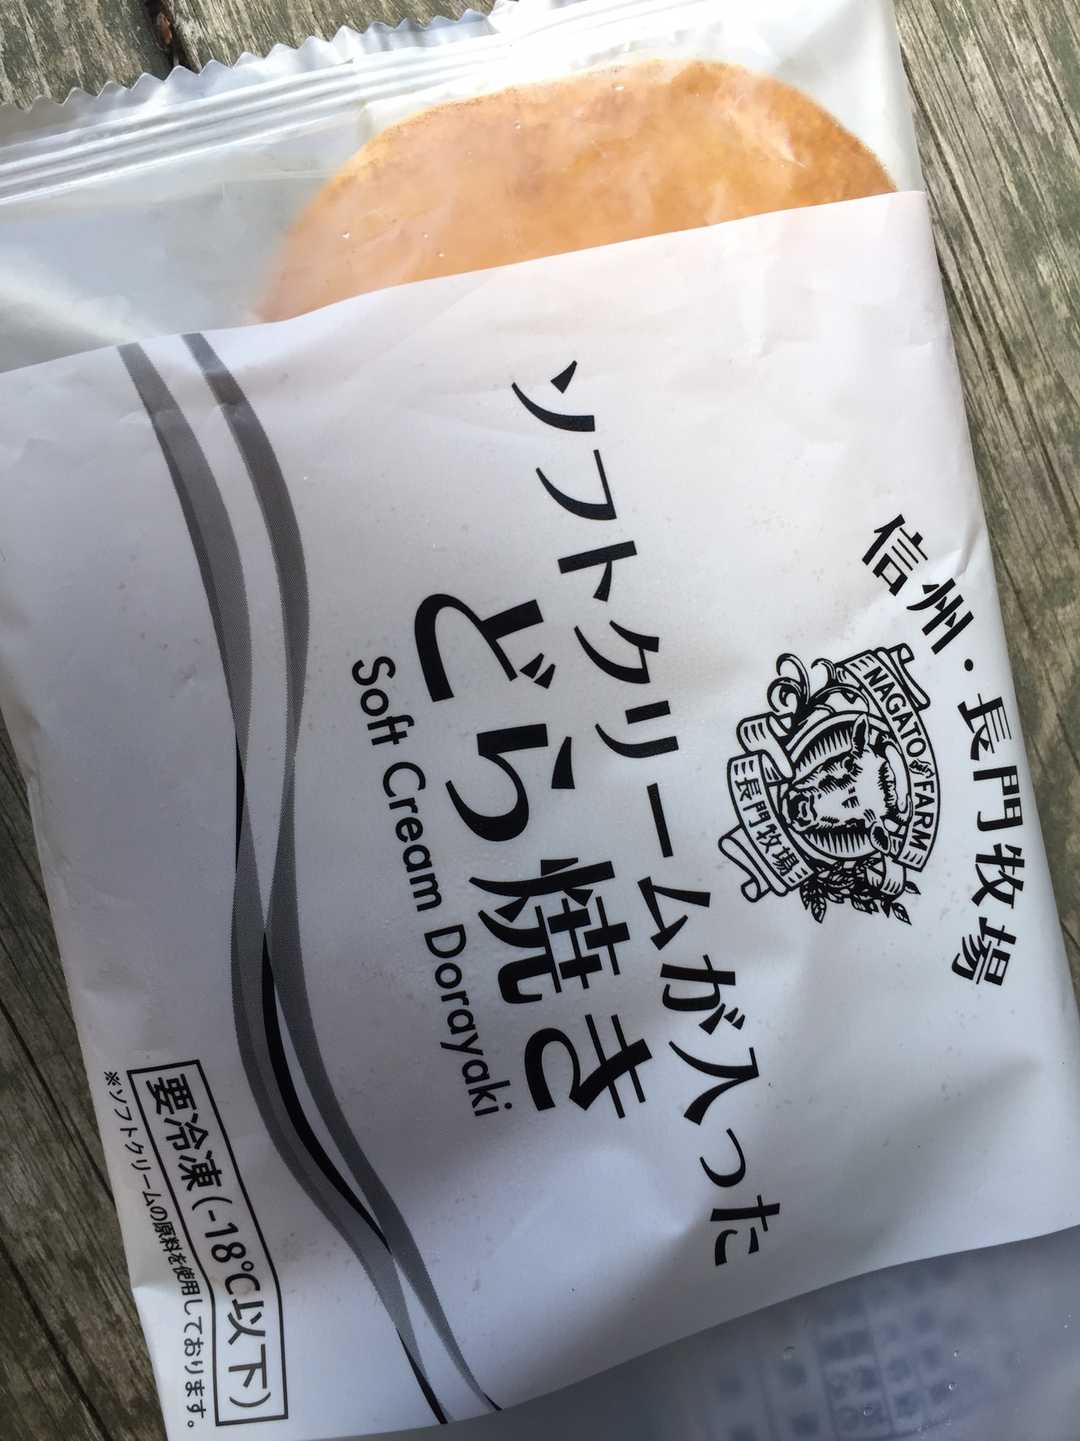 信州・長門牧場
NAGATO FARM
長門牧場
ソフトクリームが入った
どら焼き
Soft Cream Dorayaki
要冷凍(-18℃以下)
※ソフトクリームの原料を使用しております。